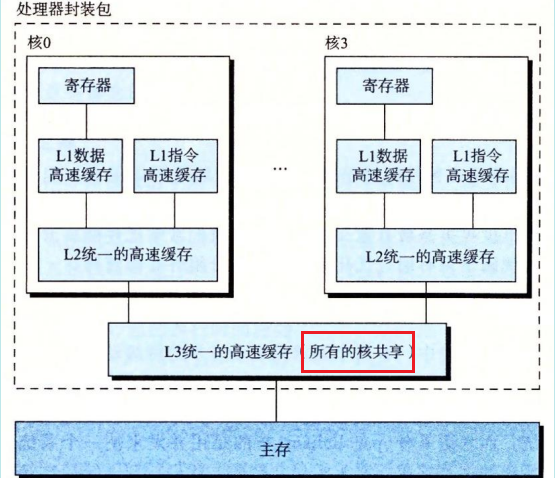 处理器封装包
核0
核3
寄存器
寄存器
L1数据
高速缓存
L1指令
高速缓存
...
L1数据
高速缓存
L1指令
高速缓存
L2统一的高速缓存
L2统一的高速缓存
L3统一的高速缓存（所有的核共享）
主存